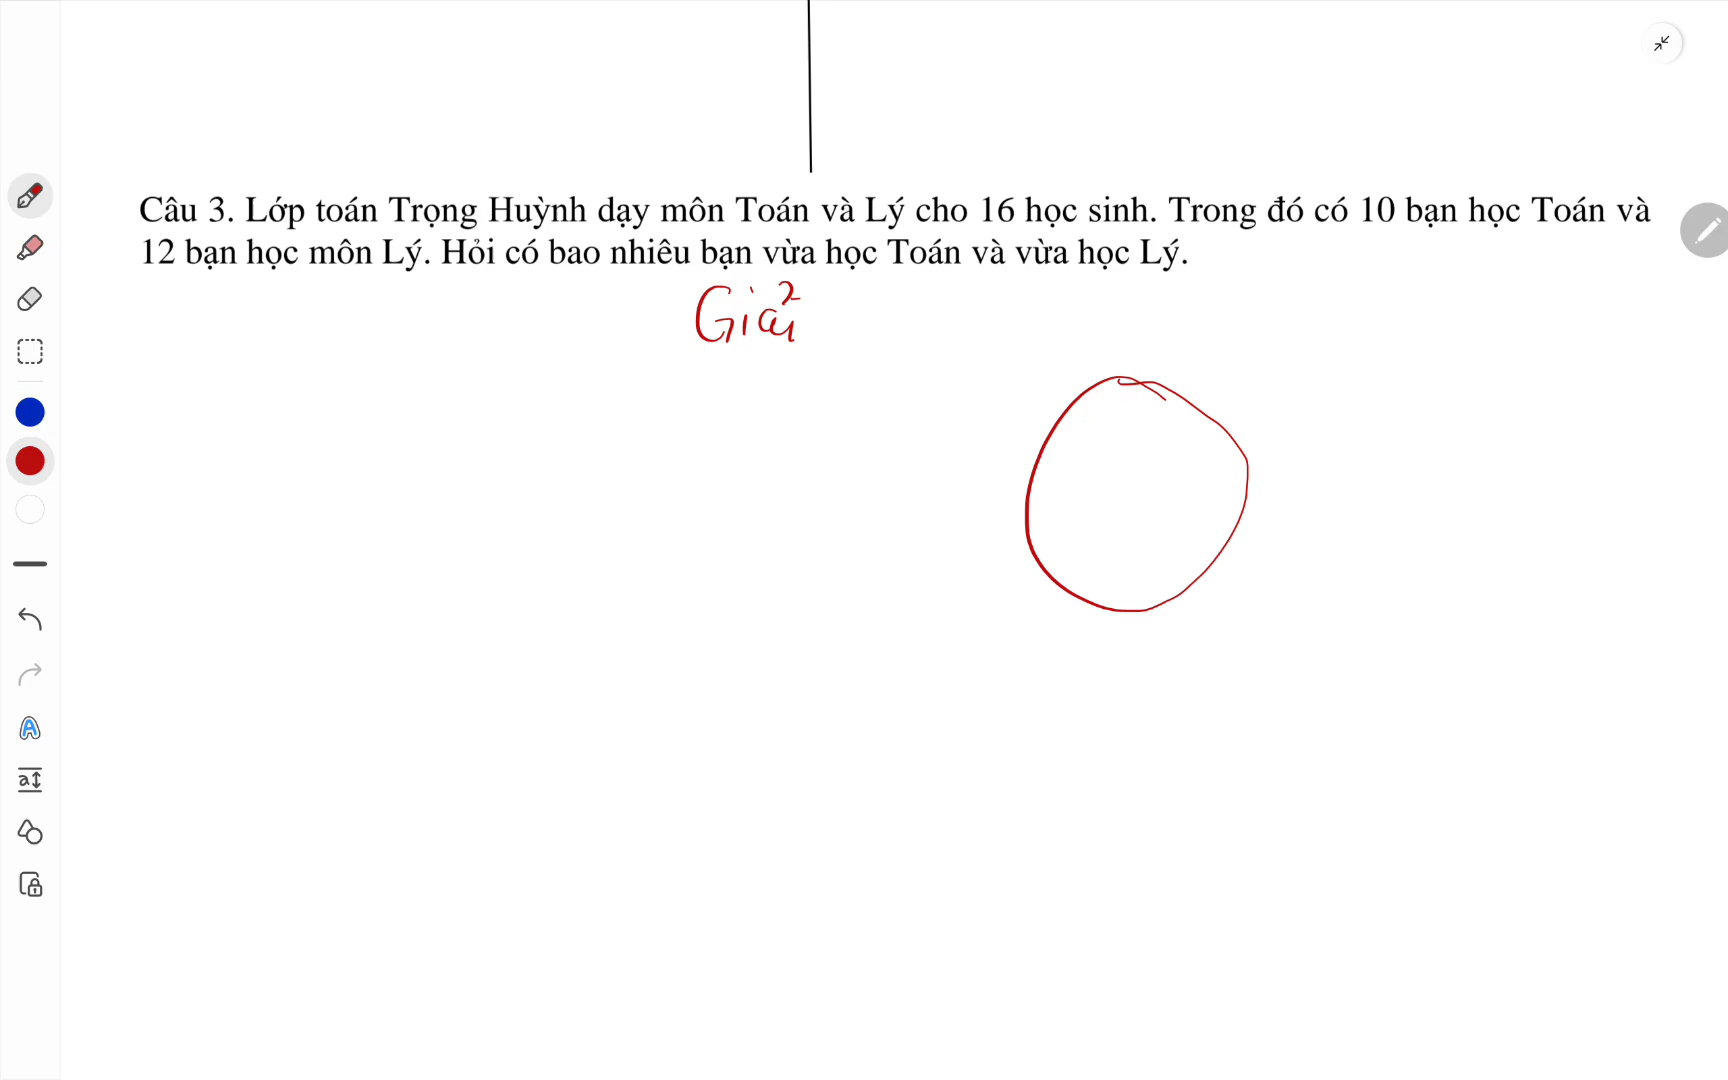 Câu 3. Lớp toán Trọng Huỳnh dạy môn Toán và Lý cho 16 học sinh. Trong đó có 10 bạn học Toán và
12 bạn học môn Lý. Hỏi có bao nhiêu bạn vừa học Toán và vừa học Lý.
Giải
A
a